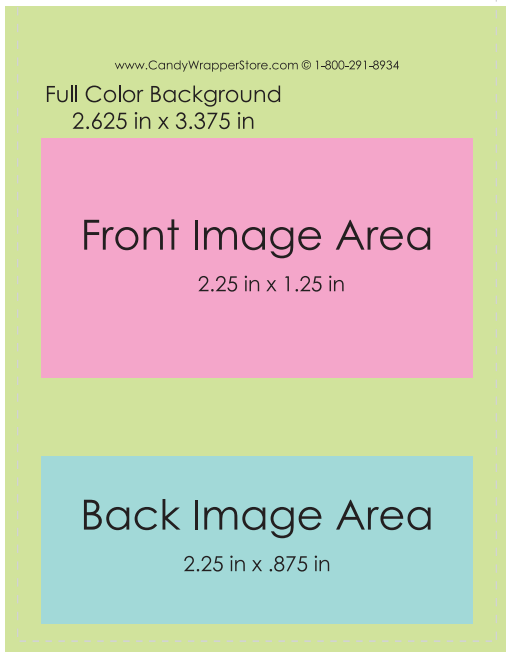 www.CandyWrapperStore.com © 1-800-291-8934
Full Color Background
2.625 in x 3.375 in
Front Image Area
2.25 in x 1.25 in
Back Image Area
2.25 in x .875 in